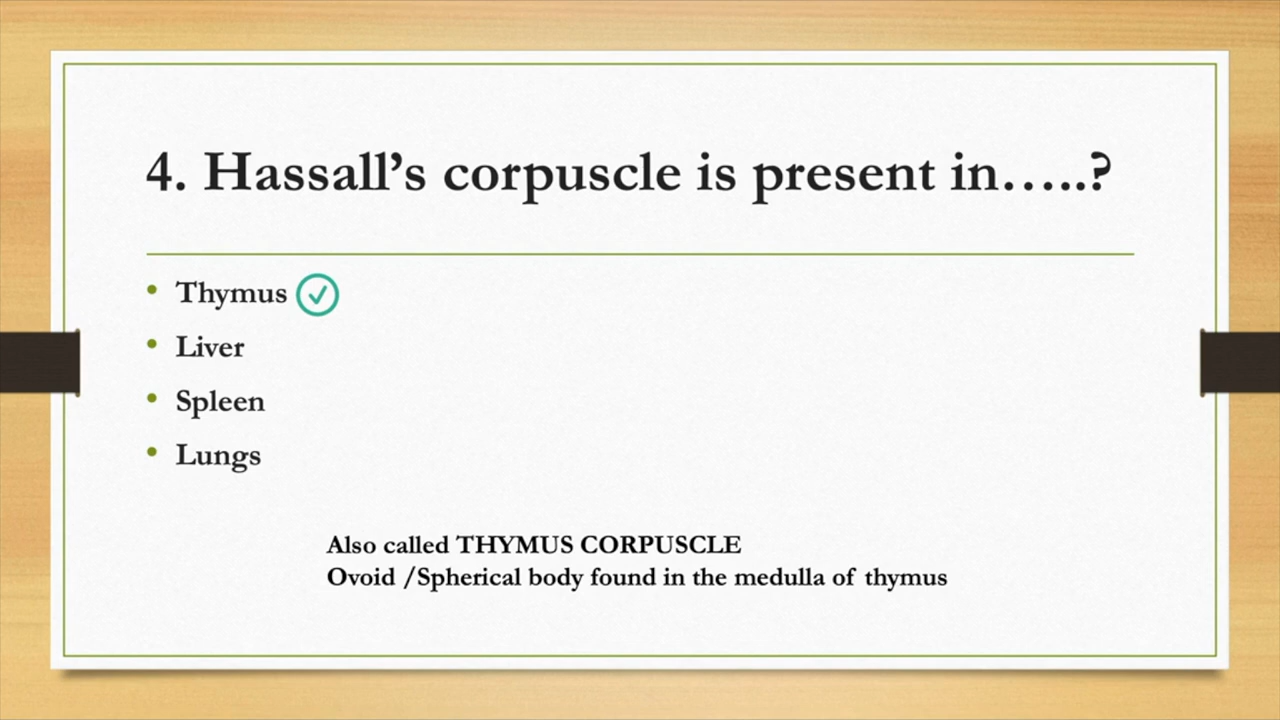 4. Hassall’s corpuscle is present in…..?
• Thymus
• Liver
• Spleen
• Lungs
Also called THYMUS CORPUSCLE
Ovoid /Spherical body found in the medulla of thymus